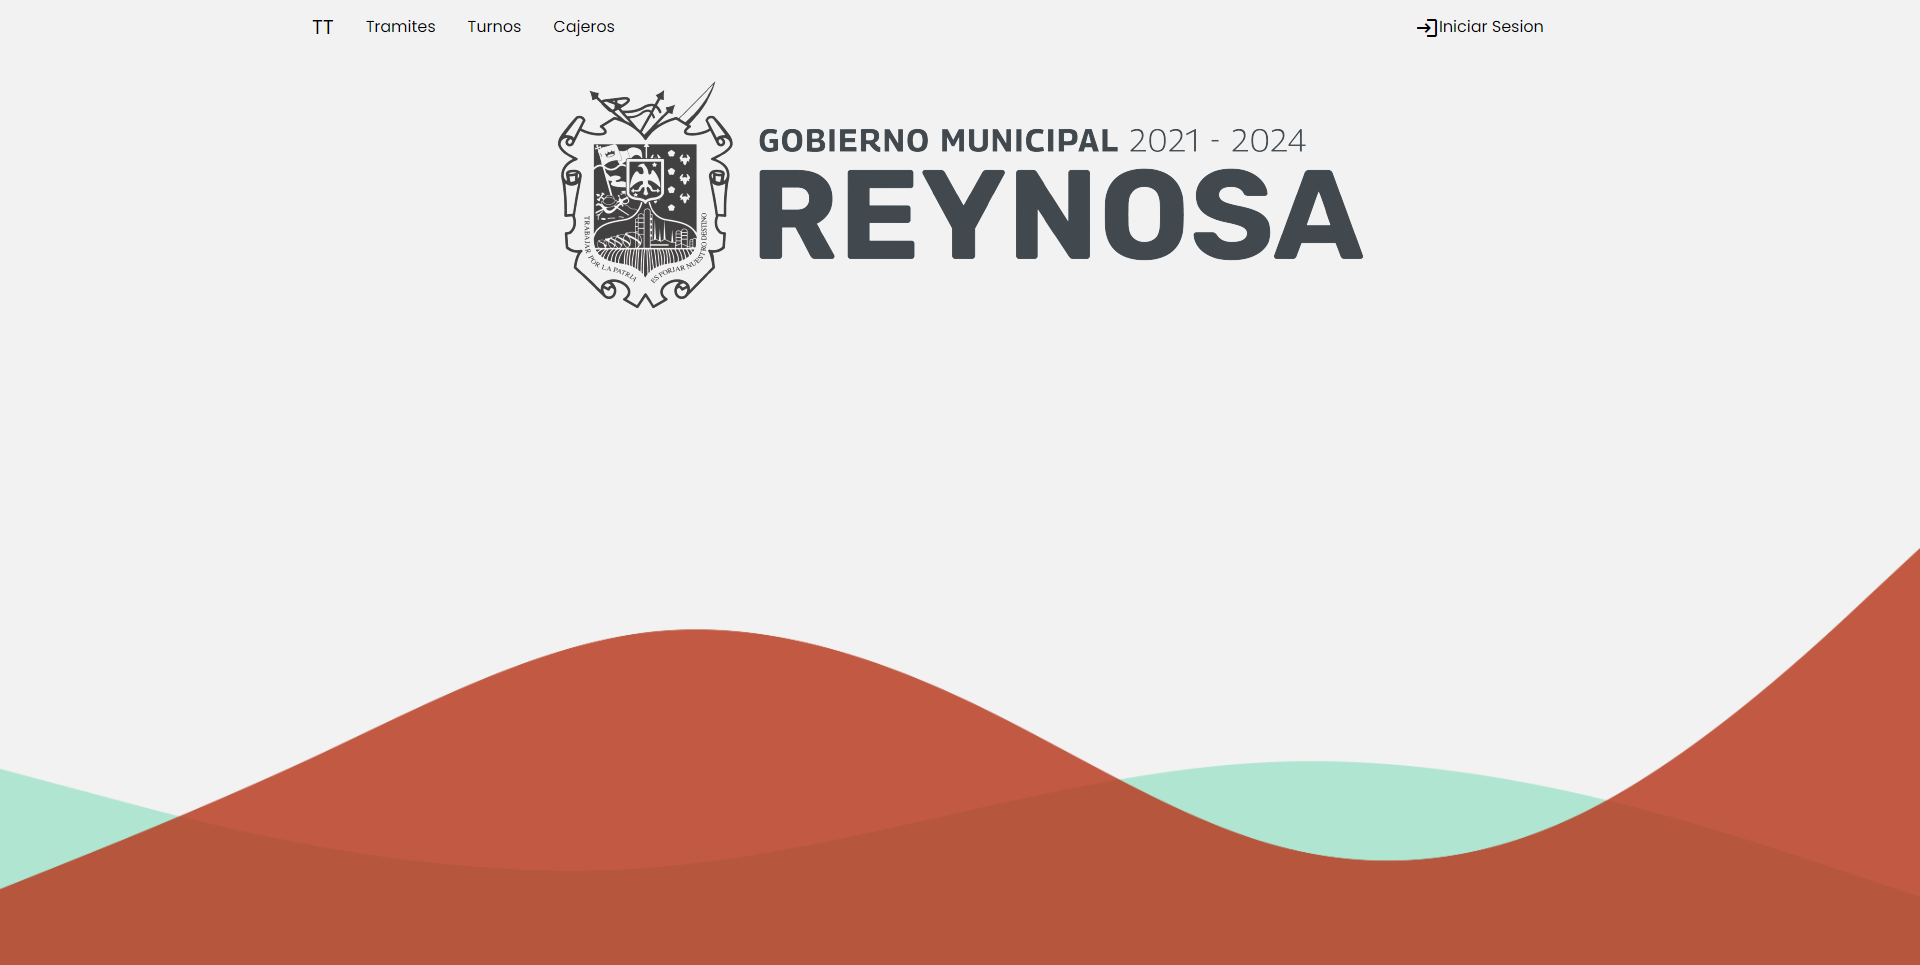 TT Tramites Turnos Cajeros Iniciar Sesion
GOBIERNO MUNICIPAL 2021 - 2024
REYNOSA
TRABAJAR POR LA PATRIA ES FORJAR NUESTRO DESTINO